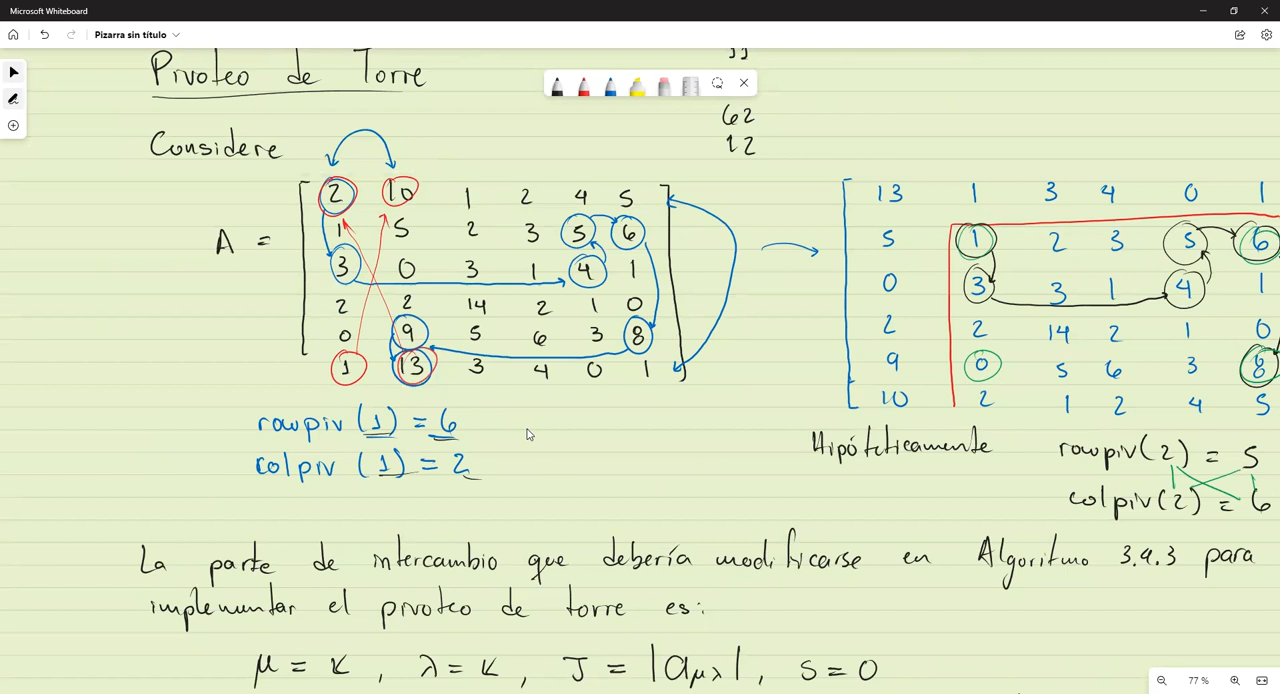 Microsoft Whiteboard
Pizarra sin título
Pivoteo de Torre
62
12
Considere
A =
2 10 1 2 4 5
1 5 2 3 5 6
3 0 3 1 4 1
2 2 14 2 1 0
0 9 5 6 3 8
1 13 3 4 0 1
13 1 3 4 0 1
5 1 2 3 5 6
0 3 3 1 4 1
2 2 14 2 1 0
9 0 5 6 3 8
10 2 1 2 4 5
rowpiv (1) = 6
colpiv (1) = 2
Hipóteticamente
rowpiv(2) = 5
colpiv(2) = 6
La parte de intercambio que debería modificarse en Algoritmo 3.4.3 para
implementar el pivoteo de torre es:
μ = K , λ = K , J = |aμλ| , s = 0
77 %